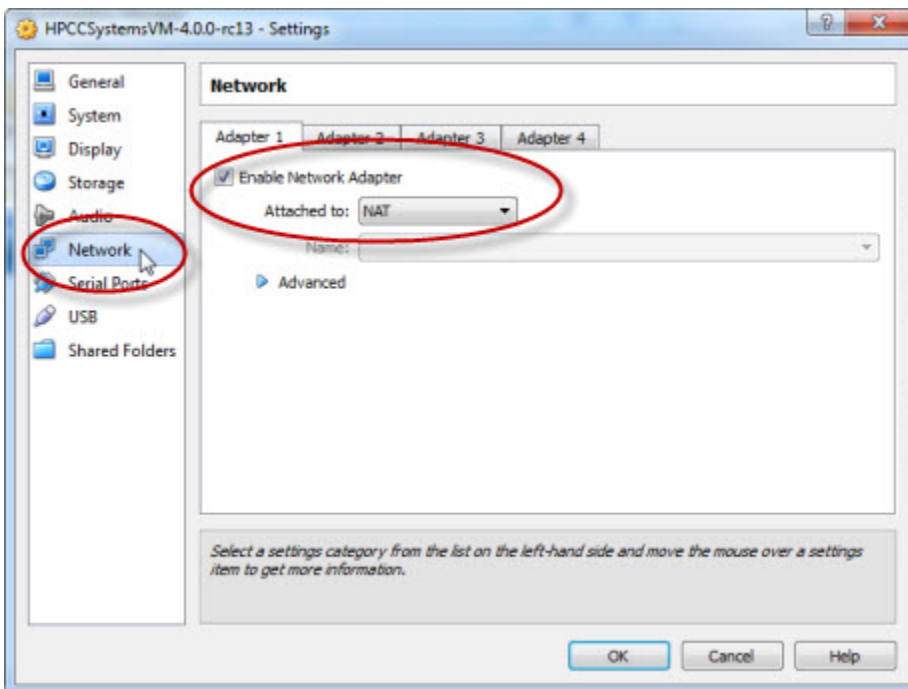 HPCCSystemsVM-4.0.0-rc13 - Settings
General
System
Display
Storage
Audio
Network
Serial Ports
USB
Shared Folders
Network
Adapter 1 Adapter 2 Adapter 3 Adapter 4
Enable Network Adapter
Attached to: NAT
Name:
Advanced
Select a settings category from the list on the left-hand side and move the mouse over a settings
item to get more information.
OK Cancel Help